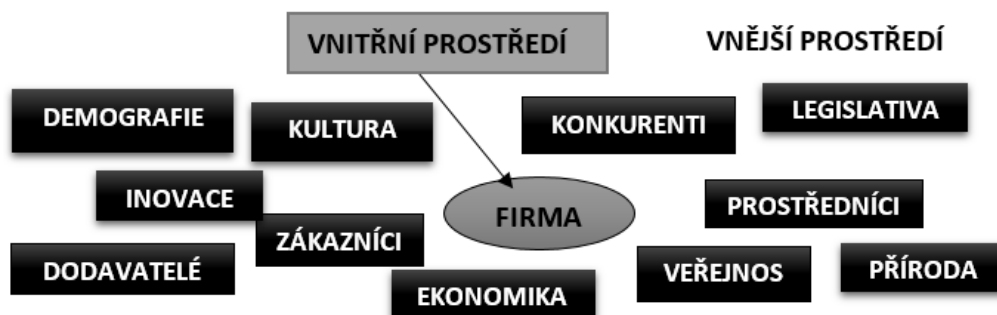 VNITŘNÍ PROSTŘEDÍ
VNĚJŠÍ PROSTŘEDÍ
DEMOGRAFIE
KULTURA
KONKURENTI
LEGISLATIVA
INOVACE
FIRMA
PROSTŘEDNÍCI
ZÁKAZNÍCI
DODAVATELÉ
VEŘEJNOS
PŘÍRODA
EKONOMIKA